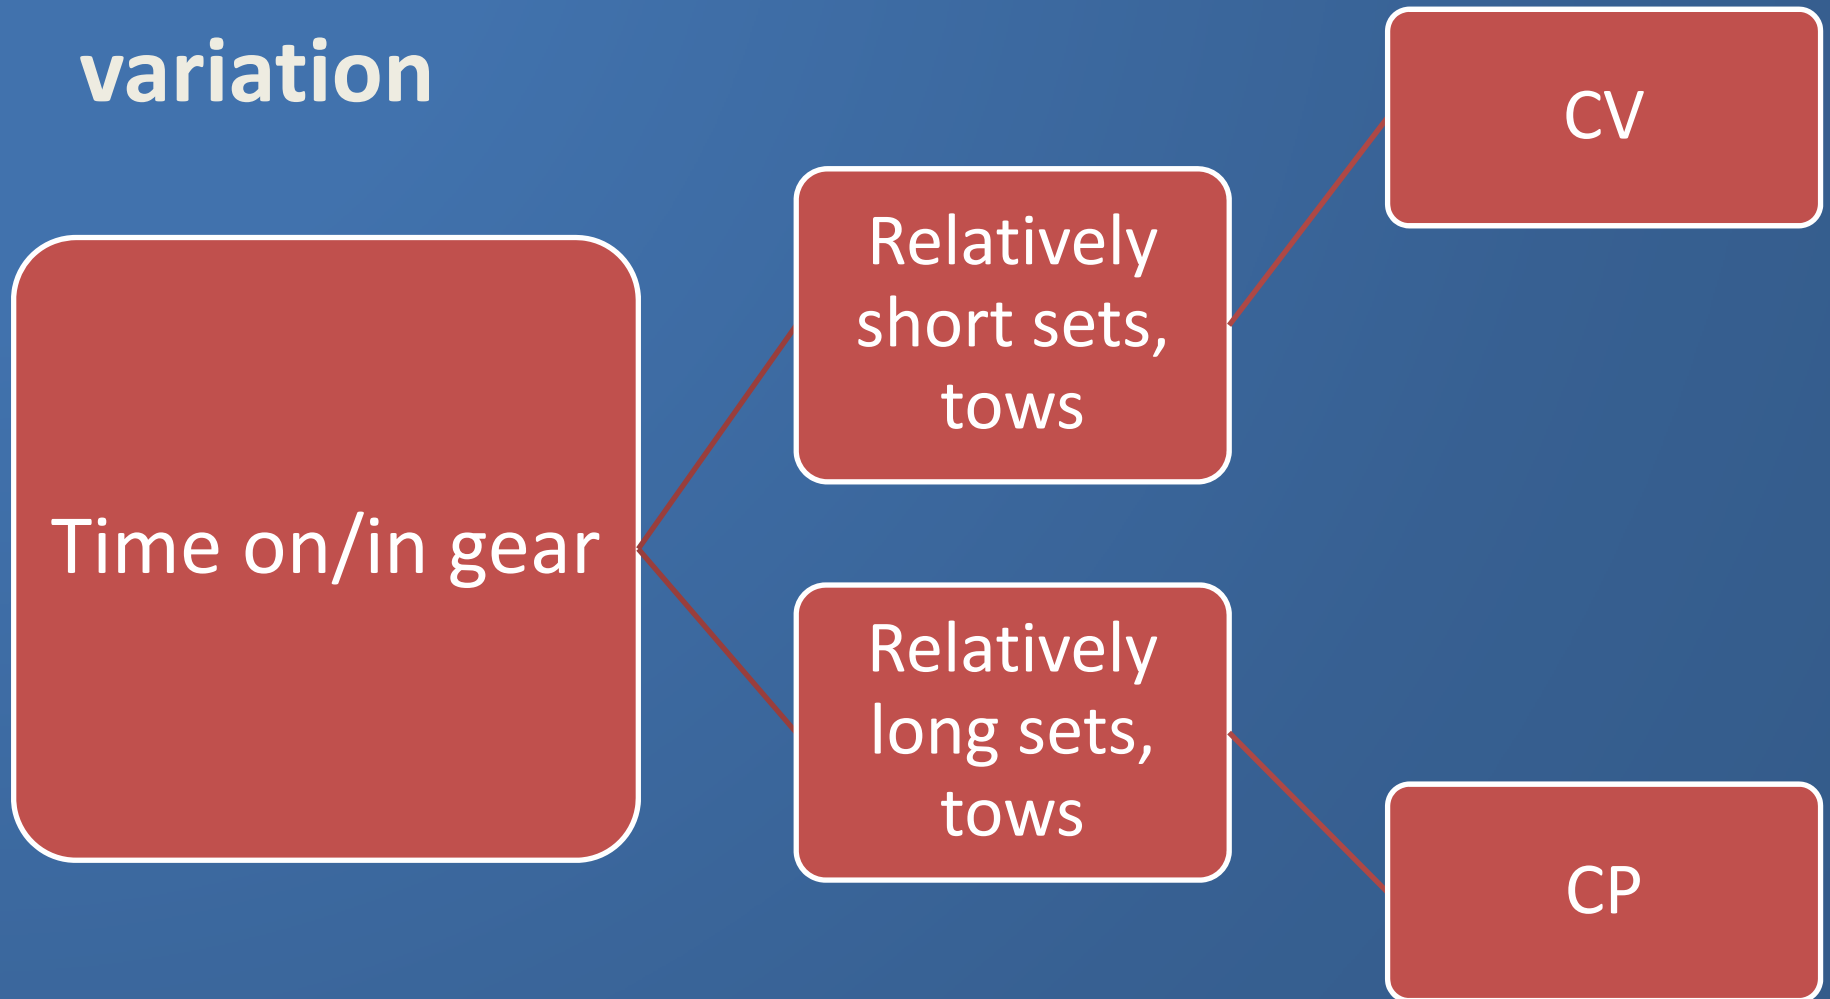 variation
Time on/in gear
Relatively
short sets,
tows
CV
Relatively
long sets,
tows
CP